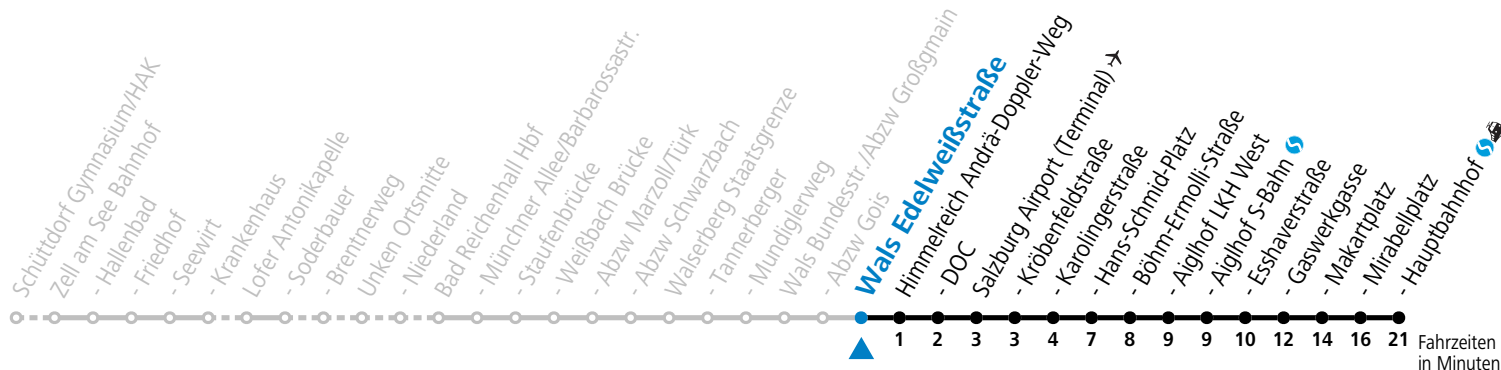 Schüttdorf Gymnasium/HAK
Zell am See Bahnhof
- Hallenbad
- Friedhof
- Seewirt
- Krankenhaus
Lofer Antonikapelle
- Soderbauer
- Brentnerweg
Unken Ortsmitte
- Niederland
Bad Reichenhall Hbf
- Münchner Allee/Barbarossastr.
- Staufenbrücke
- Weißbach Brücke
- Abzw Marzoll/Türk
- Abzw Schwarzbach
Walserberg Staatsgrenze
- Tannerberger
- Mundiglerweg
Wals Bundesstr./Abzw Großgmain
- Abzw Gois
Wals Edelweißstraße
Himmelreich Andrä-Doppler-Weg
- DOC
Salzburg Airport (Terminal)
- Kröbenfeldstraße
- Karolingerstraße
- Hans-Schmid-Platz
- Böhm-Ermolli-Straße
- Aiglhof LKH West
- Aiglhof S-Bahn
- Esshaverstraße
- Gaswerkgasse
- Makartplatz
- Mirabellplatz
- Hauptbahnhof
1 2 3 3 4 7 8 9 9 10 12 14 16 21 Fahrzeiten
in Minuten